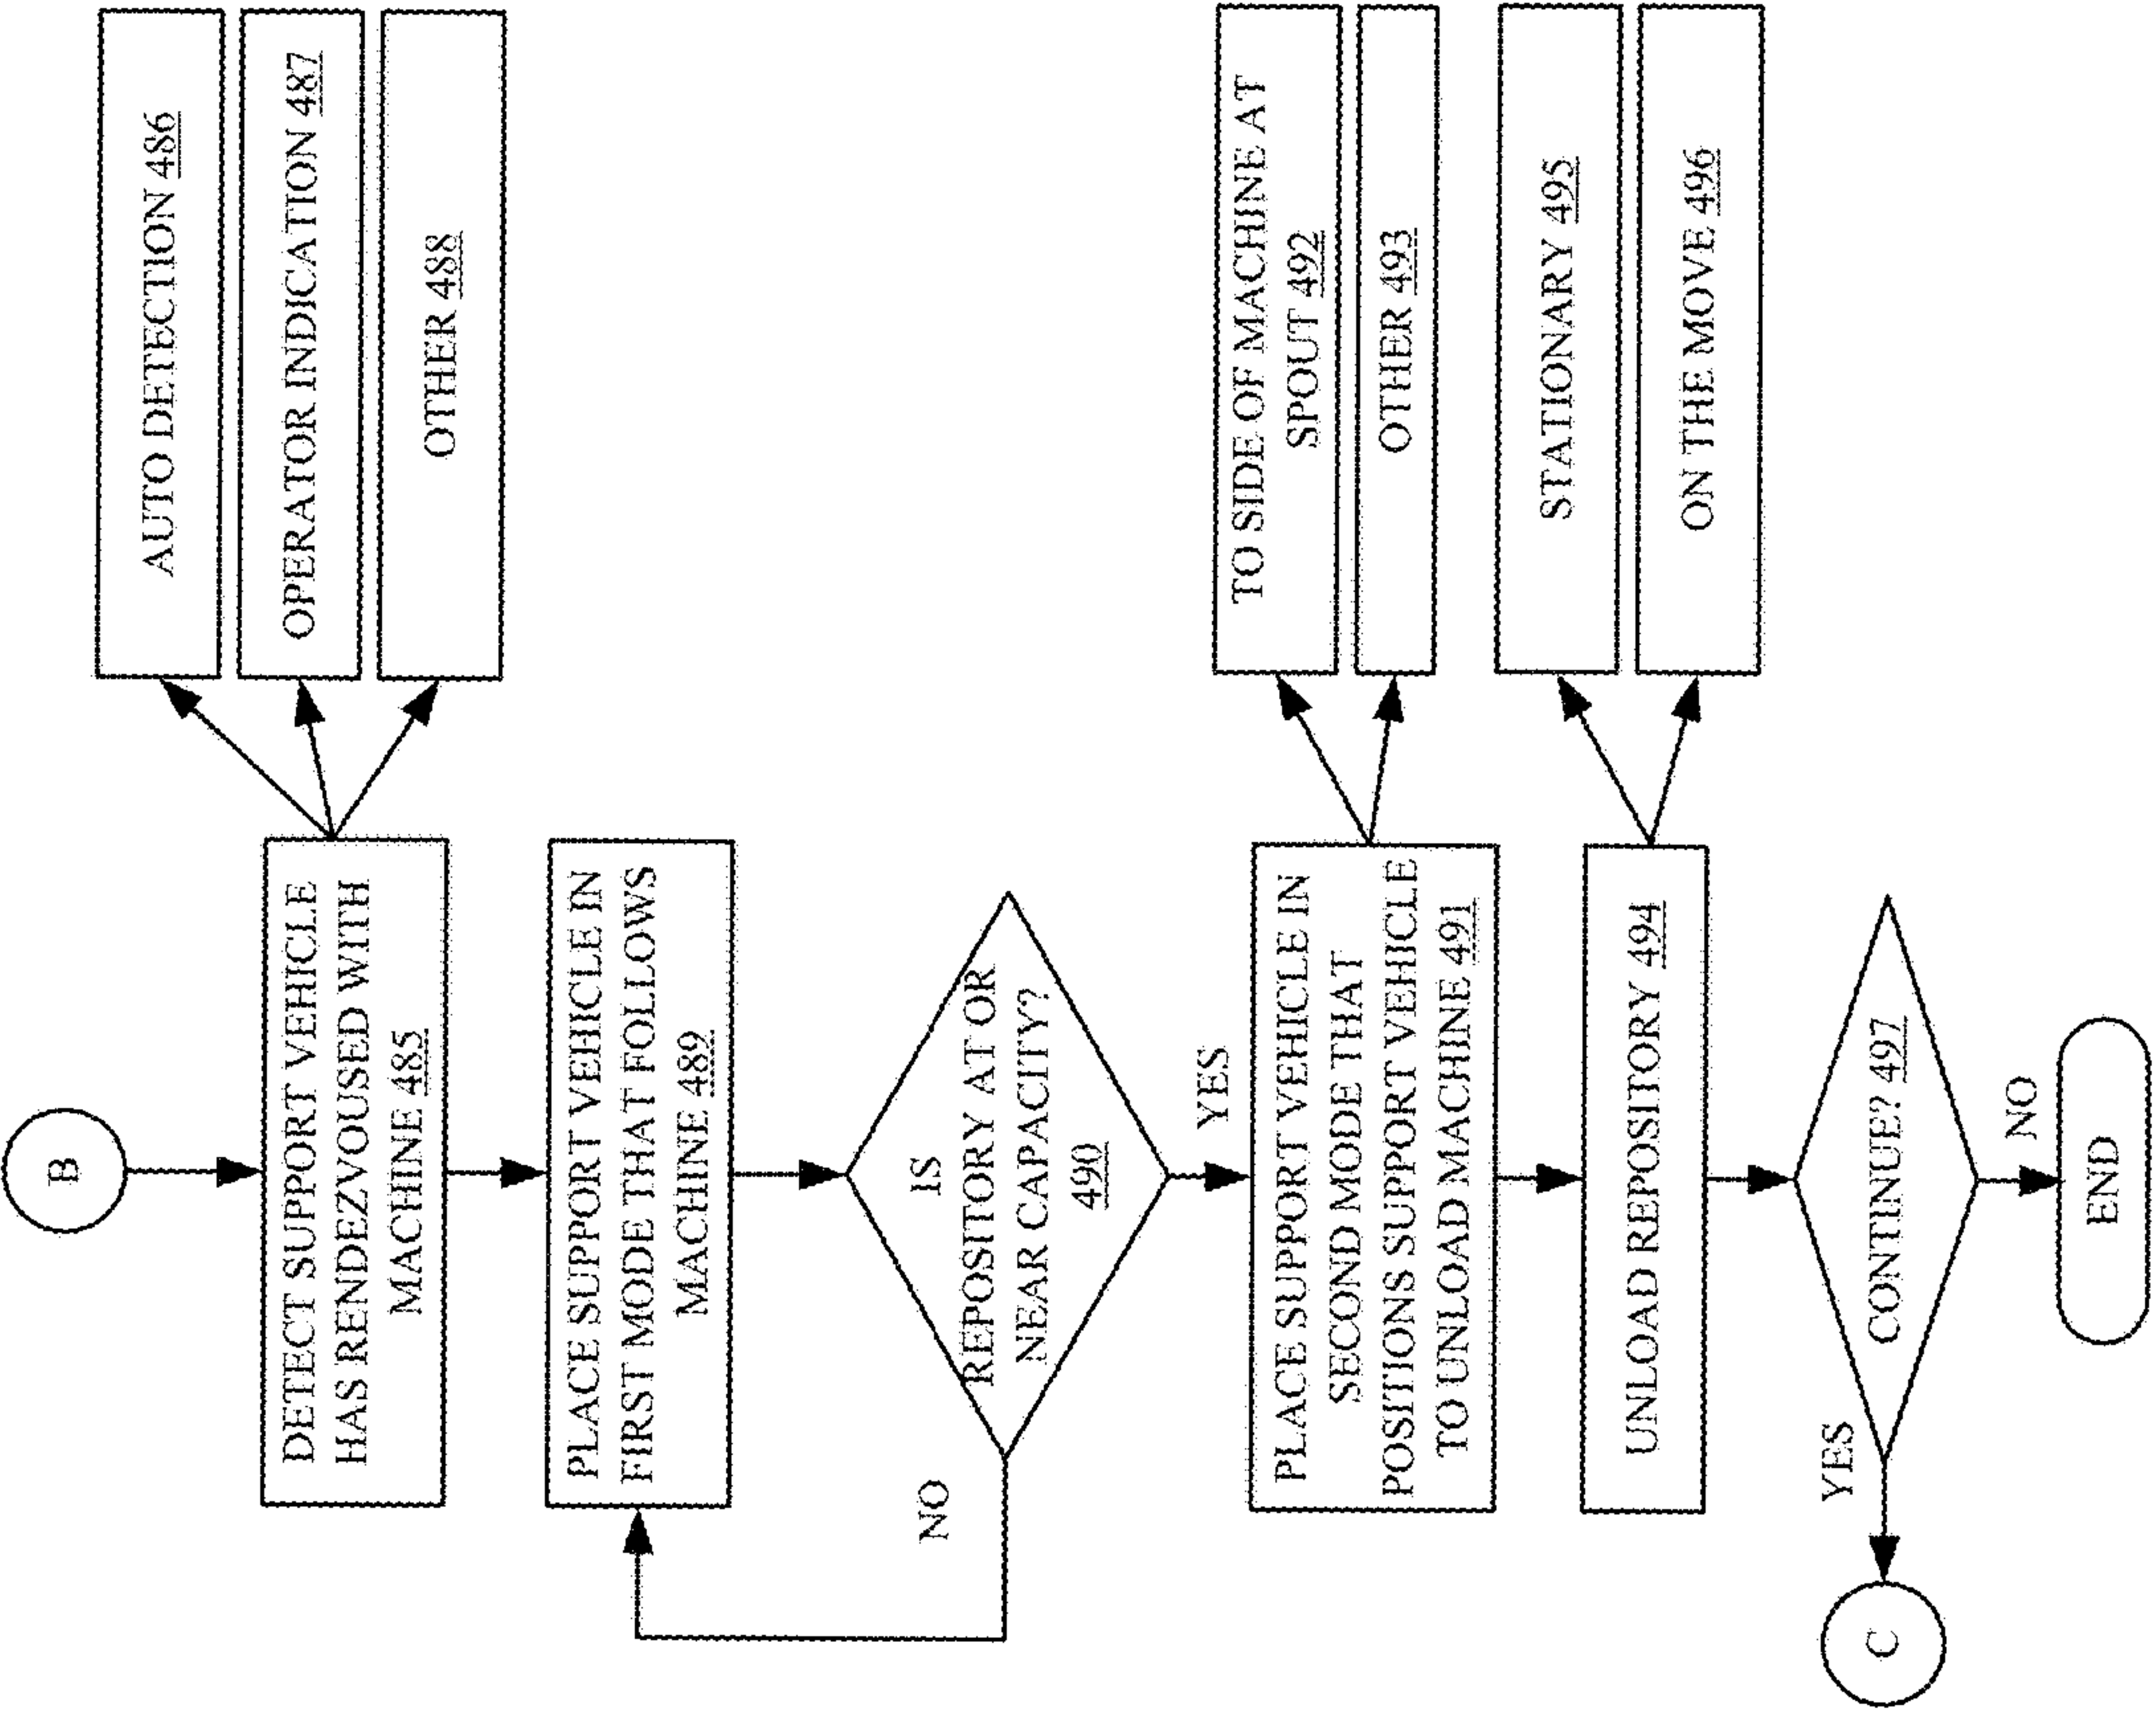 B
DETECT SUPPORT VEHICLE
HAS RENDEZVOUSED WITH
MACHINE 485
AUTO DETECTION 486
OPERATOR INDICATION 487
OTHER 488
PLACE SUPPORT VEHICLE IN
FIRST MODE THAT FOLLOWS
MACHINE 489
IS
REPOSITORY AT OR
NEAR CAPACITY?
490
NO
YES
PLACE SUPPORT VEHICLE IN
SECOND MODE THAT
POSITIONS SUPPORT VEHICLE
TO UNLOAD MACHINE 491
TO SIDE OF MACHINE AT
SPOUT 492
OTHER 493
UNLOAD REPOSITORY 494
STATIONARY 495
ON THE MOVE 496
CONTINUE? 497
YES
C
NO
END